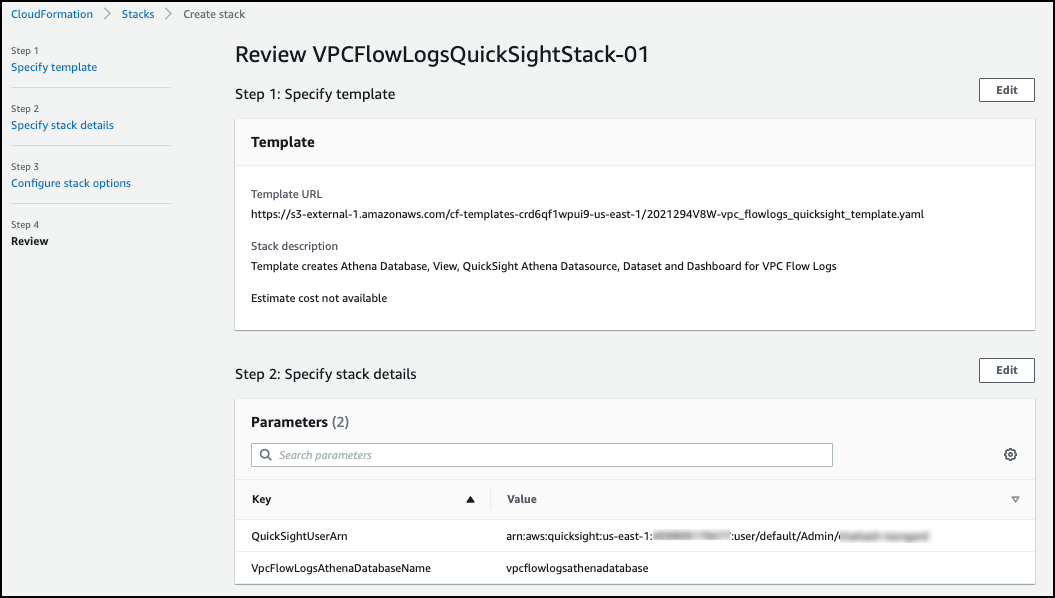 CloudFormation > Stacks > Create stack
Step 1
Specify template
Step 2
Specify stack details
Step 3
Configure stack options
Step 4
Review
Review VPCFlowLogsQuickSightStack-01
Step 1: Specify template
Edit
Template
Template URL
https://s3-external-1.amazonaws.com/cf-templates-crd6qf1wpui9-us-east-1/2021294V8W-vpc_flowlogs_quicksight_template.yaml
Stack description
Template creates Athena Database, View, QuickSight Athena Datasource, Dataset and Dashboard for VPC Flow Logs
Estimate cost not available
Step 2: Specify stack details
Edit
Parameters (2)
Search parameters
Key Value
QuickSightUserArn arn:aws:quicksight:us-east-1: :user/default/Admin/
VpcFlowLogsAthenaDatabaseName vpcflowlogsathenadatabase